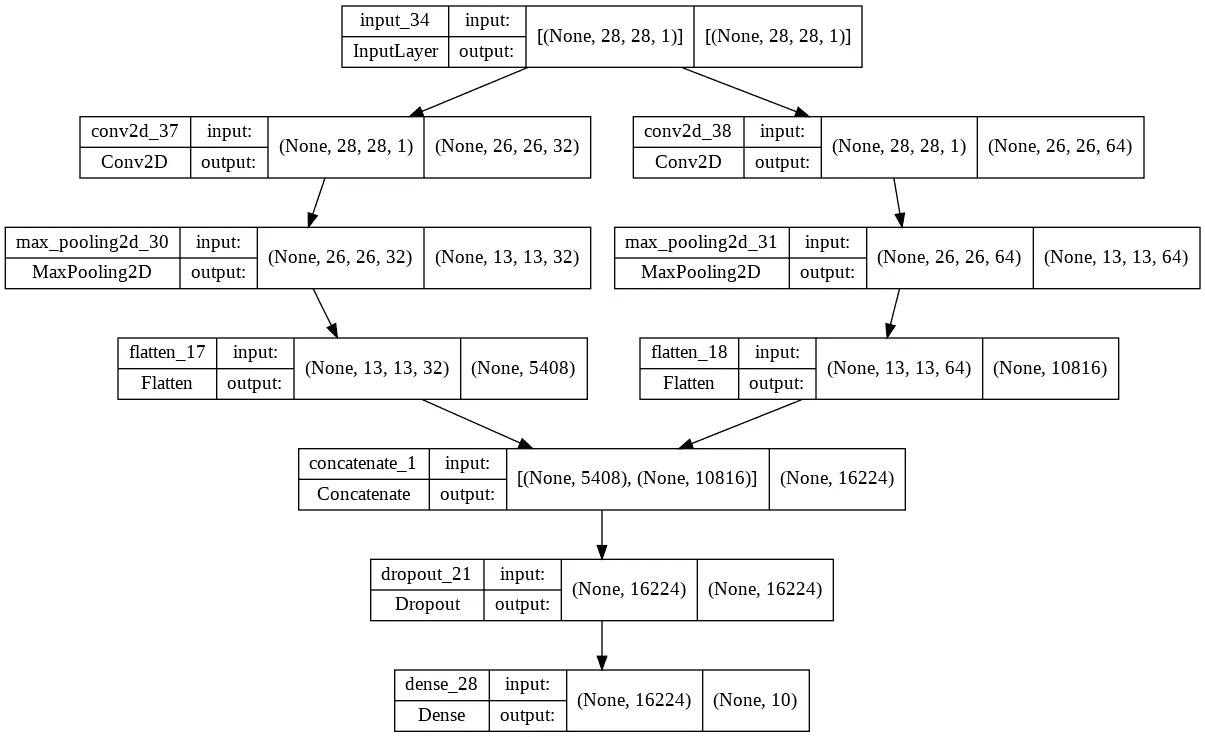 input_34 input: [(None, 28, 28, 1)] [(None, 28, 28, 1)]
InputLayer output:
conv2d_37 input: (None, 28, 28, 1) (None, 26, 26, 32)
Conv2D output:
conv2d_38 input: (None, 28, 28, 1) (None, 26, 26, 64)
Conv2D output:
max_pooling2d_30 input: (None, 26, 26, 32) (None, 13, 13, 32)
MaxPooling2D output:
max_pooling2d_31 input: (None, 26, 26, 64) (None, 13, 13, 64)
MaxPooling2D output:
flatten_17 input: (None, 13, 13, 32) (None, 5408)
Flatten output:
flatten_18 input: (None, 13, 13, 64) (None, 10816)
Flatten output:
concatenate_1 input: [(None, 5408), (None, 10816)] (None, 16224)
Concatenate output:
dropout_21 input: (None, 16224) (None, 16224)
Dropout output:
dense_28 input: (None, 16224) (None, 10)
Dense output: